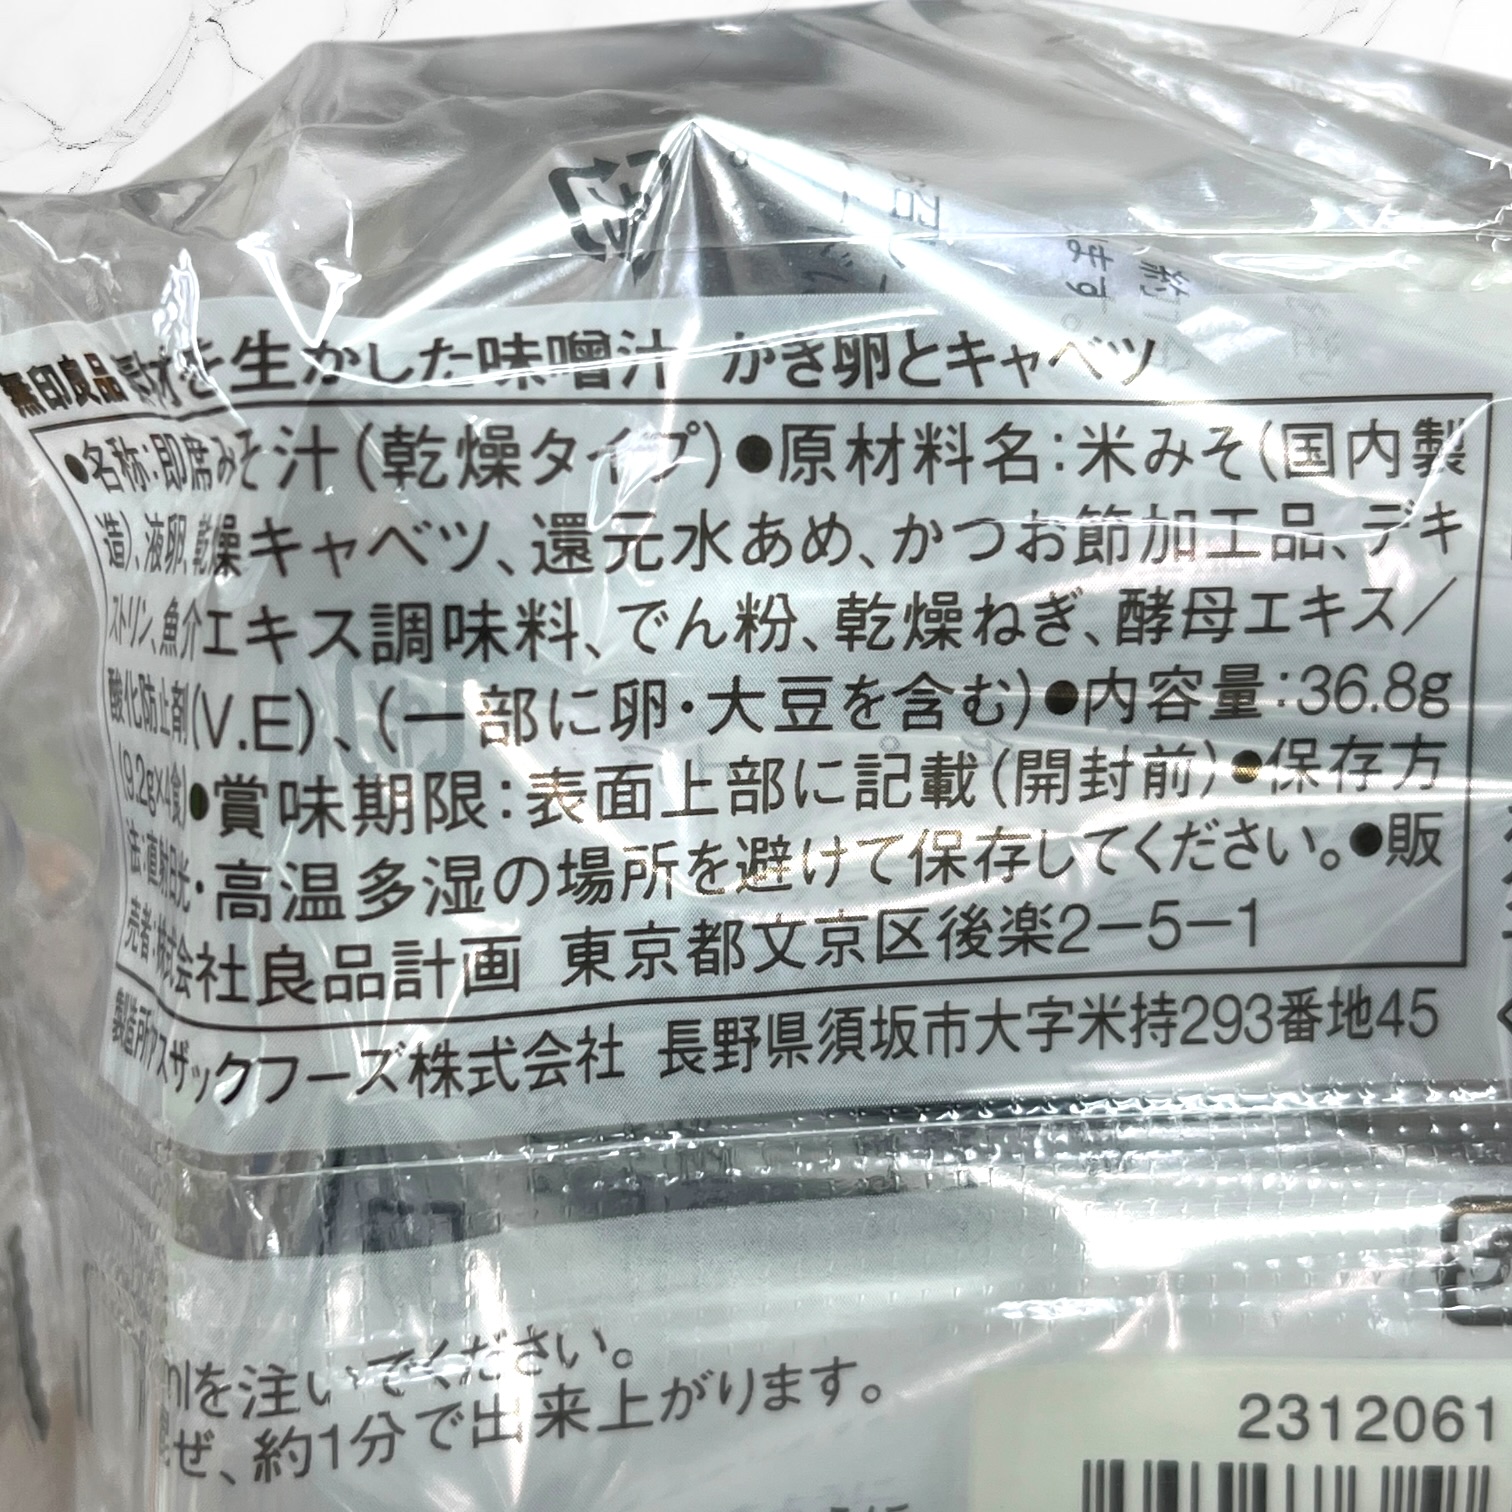 無印良品 素材を生かした味噌汁 かき卵とキャベツ
●名称:即席みそ汁(乾燥タイプ)●原材料名:米みそ(国内製
造)、液卵、乾燥キャベツ、還元水あめ、かつお節加工品、デキ
ストリン、魚介エキス調味料、でん粉、乾燥ねぎ、酵母エキス/
酸化防止剤(V.E)、(一部に卵・大豆を含む)●内容量:36.8g
(9.2g×4食)●賞味期限:表面上部に記載(開封前)●保存方
法:直射日光・高温多湿の場所を避けて保存してください。●販
売者:株式会社良品計画 東京都文京区後楽2-5-1
製造所 アスザックフーズ株式会社 長野県須坂市大字米持293番地45
mlを注いでください。
ぜ、約1分で出来上がります。
2312061